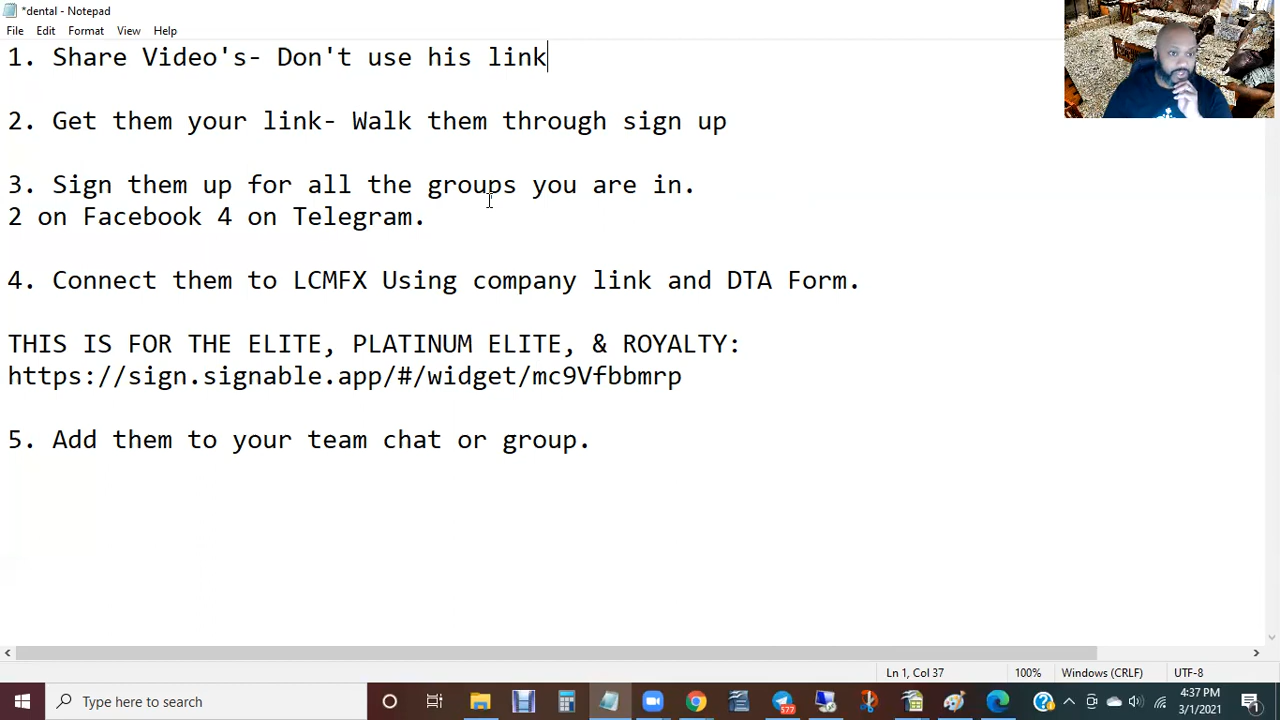 *dental - Notepad
File Edit Format View Help
1. Share Video's- Don't use his link
2. Get them your link- Walk them through sign up
3. Sign them up for all the groups you are in.
2 on Facebook 4 on Telegram.
4. Connect them to LCMFX Using company link and DTA Form.
THIS IS FOR THE ELITE, PLATINUM ELITE, & ROYALTY:
https://sign.signable.app/#/widget/mc9Vfbbmrp
5. Add them to your team chat or group.
Ln 1, Col 37 100% Windows (CRLF) UTF-8
Type here to search
577
4:37 PM
3/1/2021
1